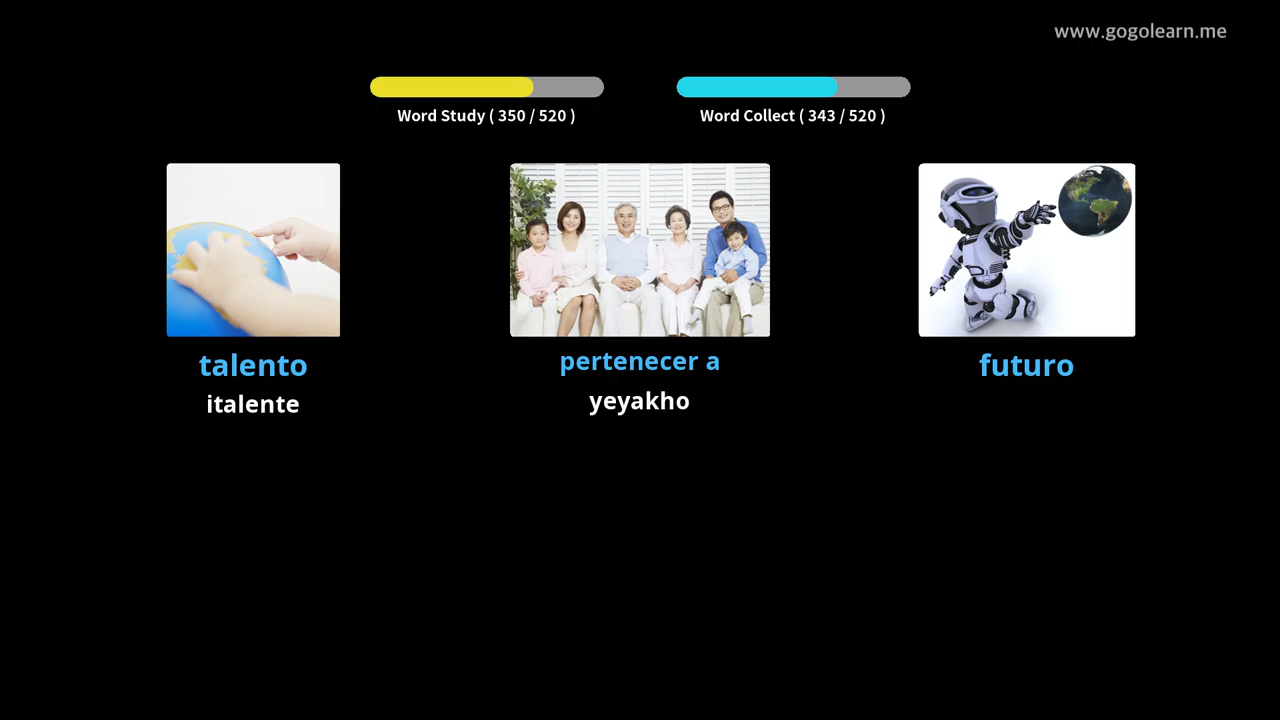 www.gogolearn.me
Word Study ( 350 / 520 )
Word Collect ( 343 / 520 )
talento
italente
pertenecer a
yeyakho
futuro